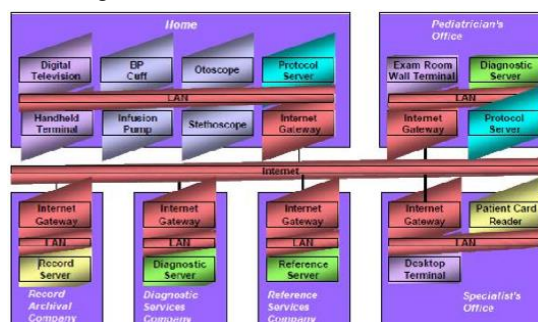 Home
Digital
Television
BP
Cuff
Otoscope
Protocol
Server
LAN
Handheld
Terminal
Infusion
Pump
Stethoscope
Internet
Gateway
Pediatrician's
Office
Exam Room
Wall Terminal
Diagnostic
Server
LAN
Internet
Gateway
Protocol
Server
Internet
Internet
Gateway
LAN
Record
Server
Record
Archival
Company
Internet
Gateway
LAN
Diagnostic
Server
Diagnostic
Services
Company
Internet
Gateway
LAN
Reference
Server
Reference
Services
Company
Internet
Gateway
Patient Card
Reader
LAN
Desktop
Terminal
Specialist's
Office